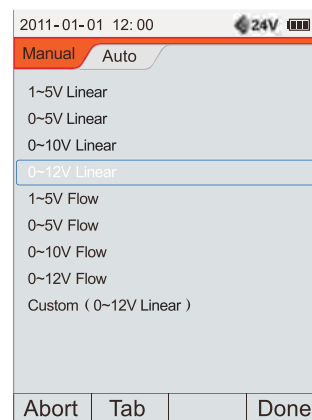 2011-01-01 12:00 24V
Manual Auto
1~5V Linear
0~5V Linear
0~10V Linear
0~12V Linear
1~5V Flow
0~5V Flow
0~10V Flow
0~12V Flow
Custom ( 0~12V Linear )
Abort Tab Done